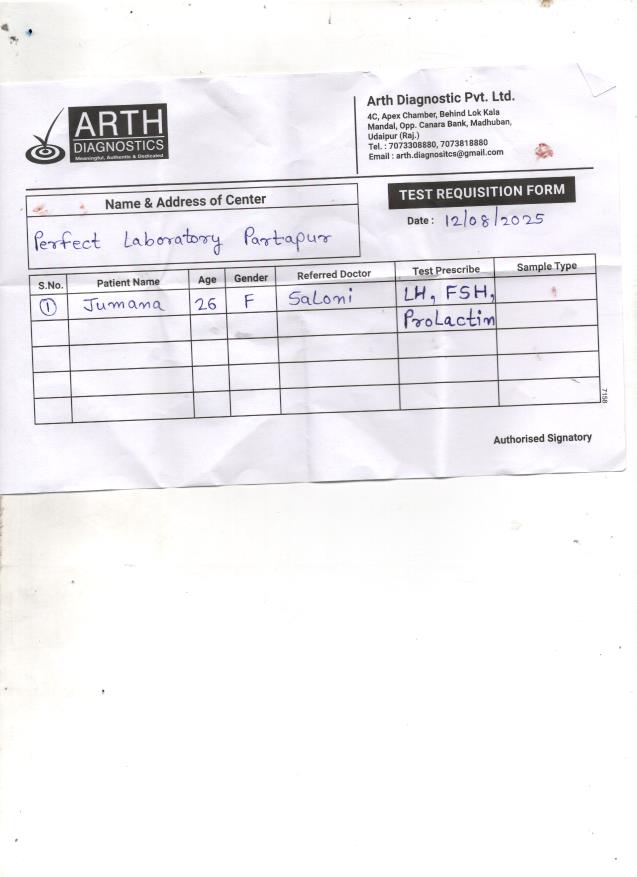 ARTH
DIAGNOSTICS
Meaningful, Authentic & Dedicated
Arth Diagnostic Pvt. Ltd.
4C, Apex Chamber, Behind Lok Kala
Mandal, Opp. Canara Bank, Madhuban,
Udaipur (Raj.)
Tel. : 7073308880, 7073818880
Email : arth.diagnositcs@gmail.com
TEST REQUISITION FORM
Date : 12/08/2025
Name & Address of Center
Perfect Laboratory Partapur
S.No. Patient Name Age Gender Referred Doctor Test Prescribe Sample Type
① Jumana 26 F Saloni LH, FSH,
ProLactin
7158
Authorised Signatory